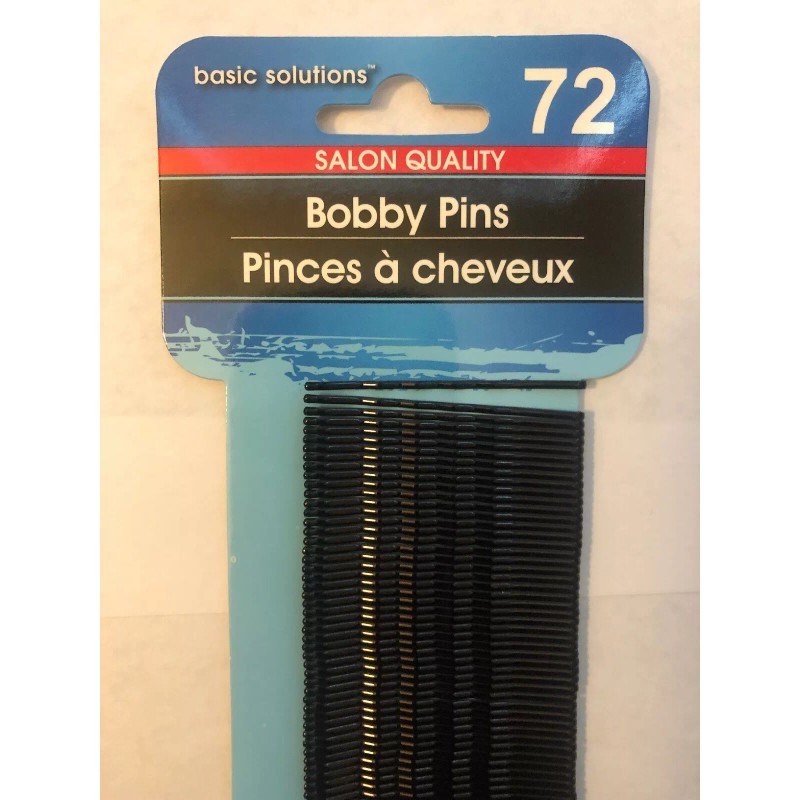 basic solutions™
72
SALON QUALITY
Bobby Pins
Pinces à cheveux